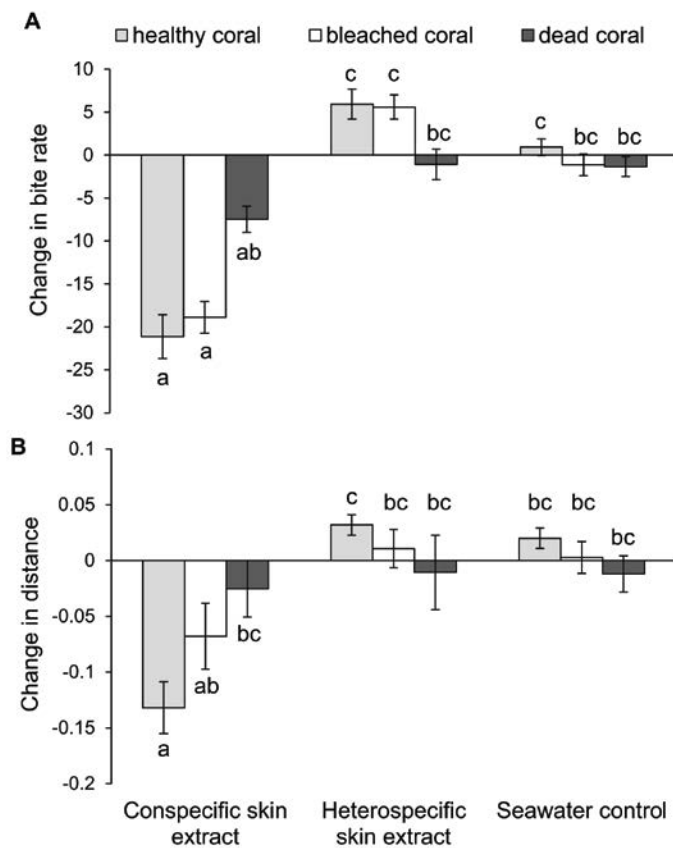 A
healthy coral bleached coral dead coral
Change in bite rate
10
5
0
-5
-10
-15
-20
-25
-30
a
a
ab
c
c
bc
c
bc
bc
B
Change in distance
0.1
0.05
0
-0.05
-0.1
-0.15
-0.2
a
ab
bc
c
bc
bc
bc
bc
bc
Conspecific skin
extract
Heterospecific
skin extract
Seawater control